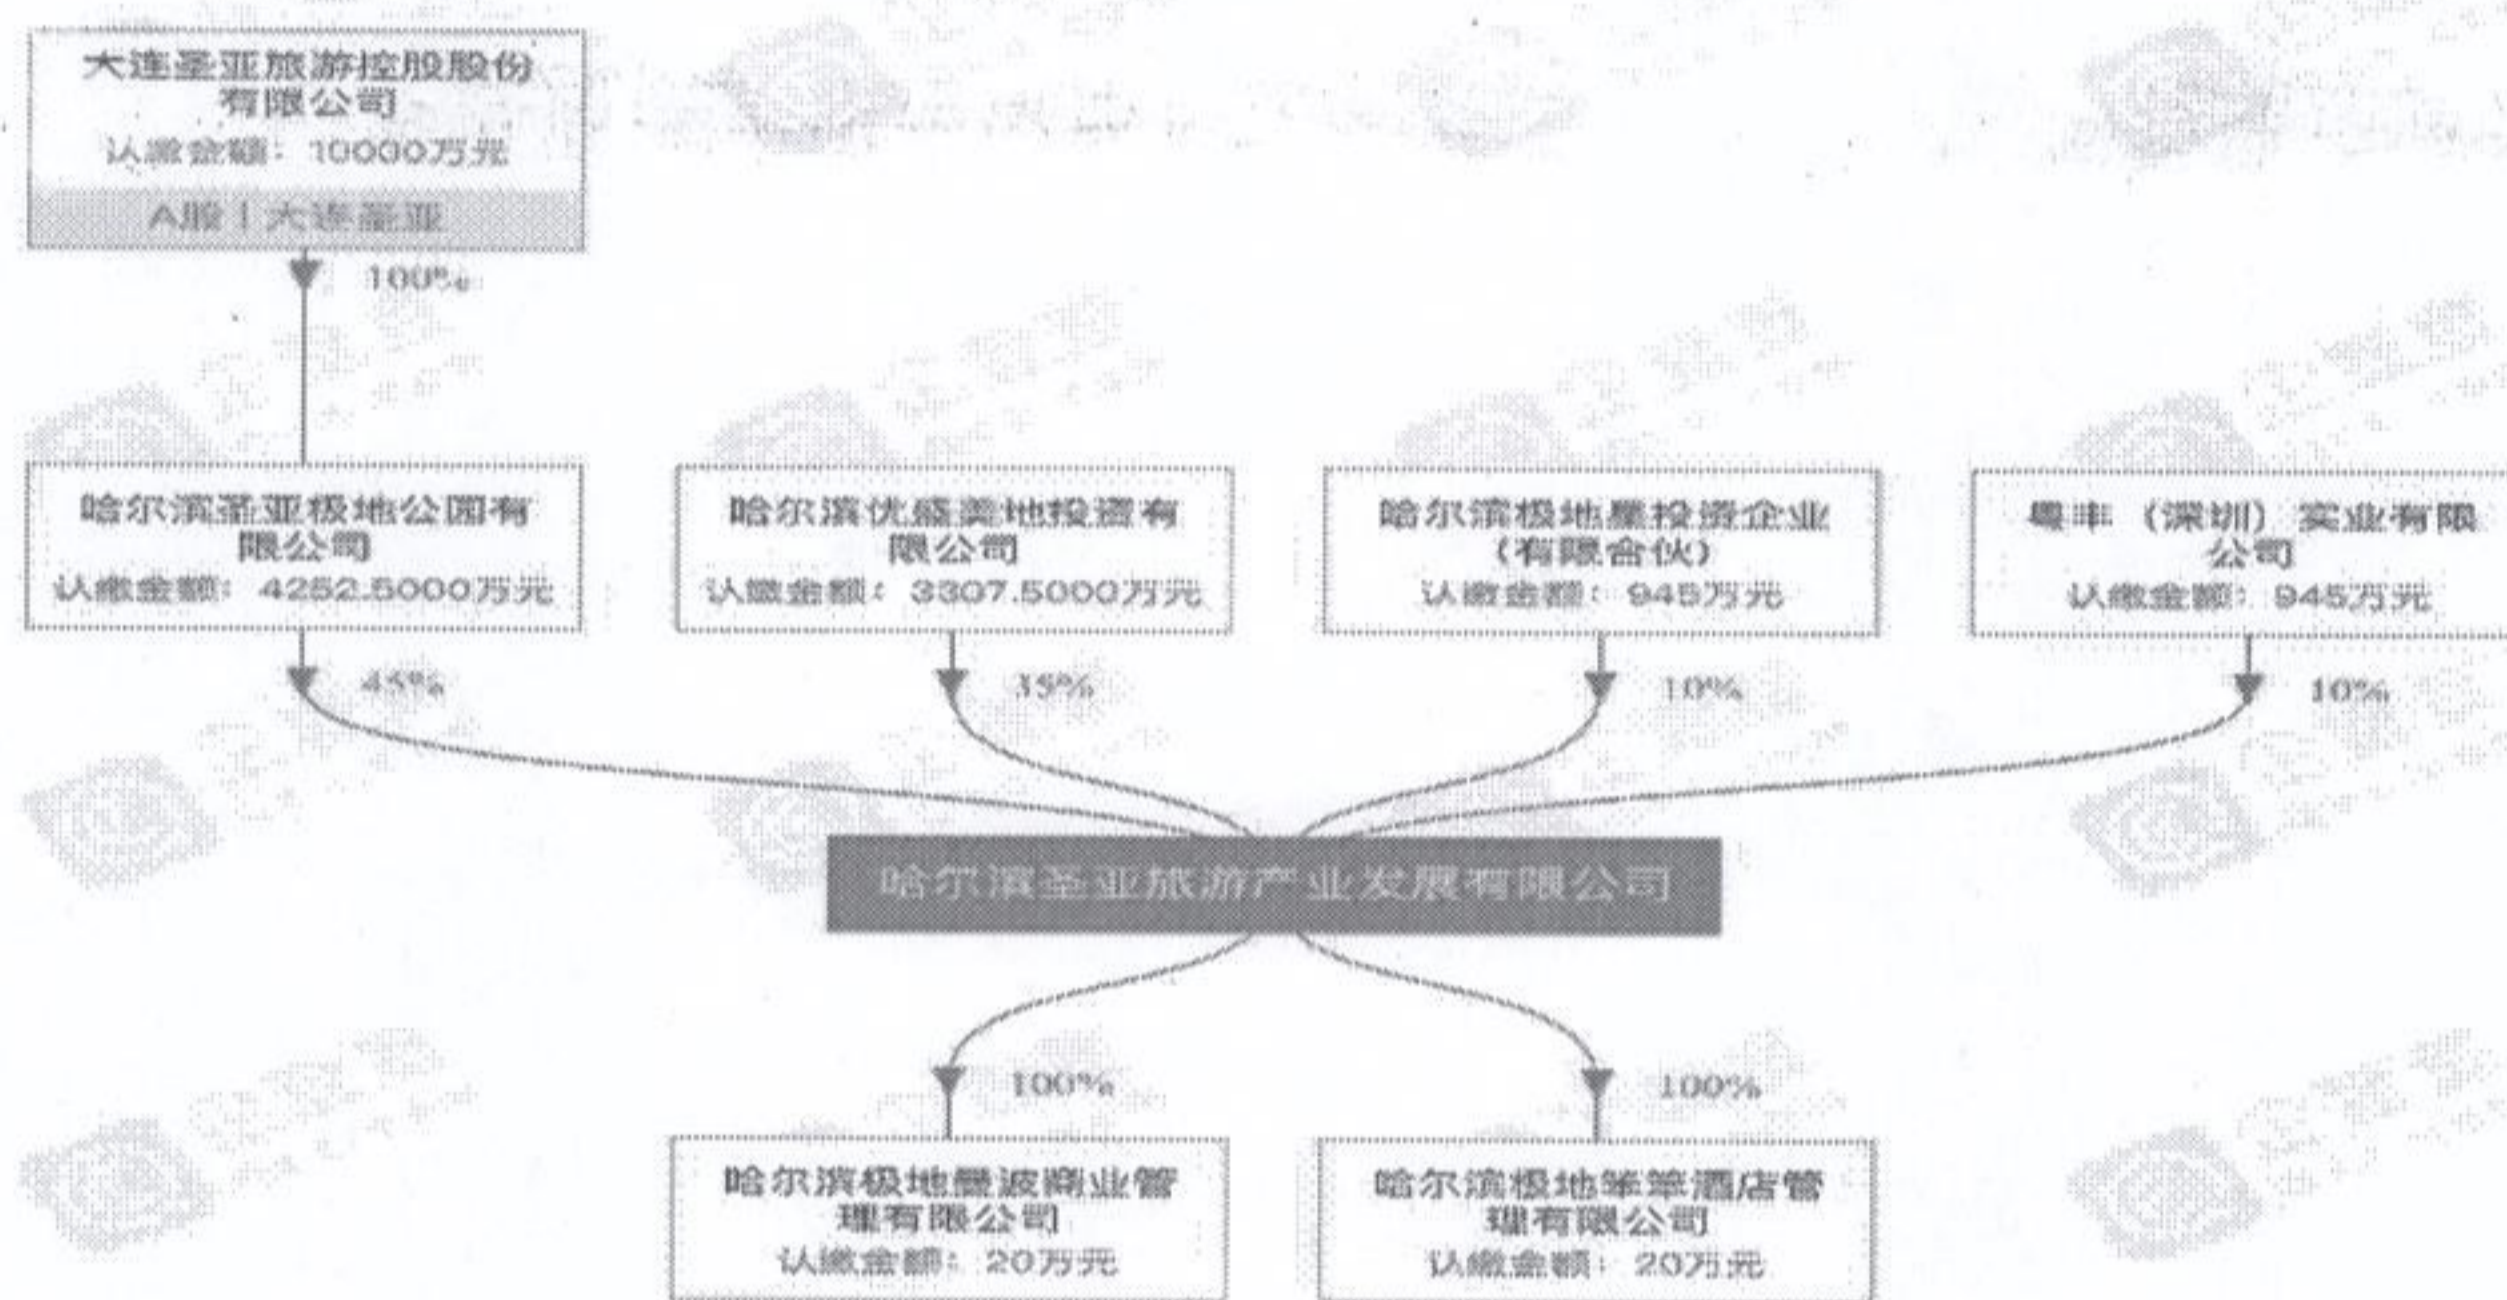 大连圣亚旅游控股股份
有限公司
认缴金额：10000万元
A股 | 大连圣亚
100%
哈尔滨圣亚极地公园有
限公司
认缴金额：4252.5000万元
哈尔滨优盛美地投资有
限公司
认缴金额：3307.5000万元
哈尔滨极地星投资企业
（有限合伙）
认缴金额：945万元
粤丰（深圳）实业有限
公司
认缴金额：945万元
45%
35%
10%
10%
哈尔滨圣亚旅游产业发展有限公司
100%
100%
哈尔滨极地曼波商业管
理有限公司
认缴金额：20万元
哈尔滨极地笨笨酒店管
理有限公司
认缴金额：20万元